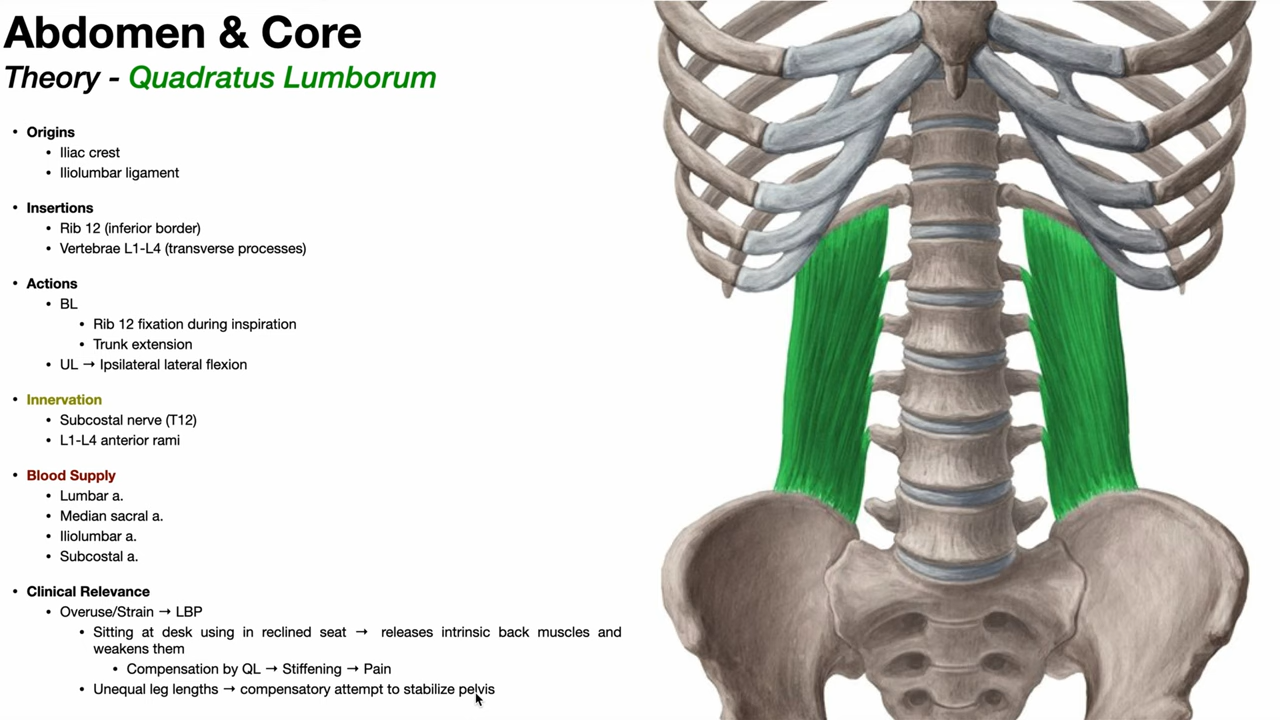 Abdomen & Core
Theory - Quadratus Lumborum
• Origins
• Iliac crest
• Iliolumbar ligament
• Insertions
• Rib 12 (inferior border)
• Vertebrae L1-L4 (transverse processes)
• Actions
• BL
• Rib 12 fixation during inspiration
• Trunk extension
• UL → Ipsilateral lateral flexion
• Innervation
• Subcostal nerve (T12)
• L1-L4 anterior rami
• Blood Supply
• Lumbar a.
• Median sacral a.
• Iliolumbar a.
• Subcostal a.
• Clinical Relevance
• Overuse/Strain → LBP
• Sitting at desk using in reclined seat → releases intrinsic back muscles and
weakens them
• Compensation by QL → Stiffening → Pain
• Unequal leg lengths → compensatory attempt to stabilize pelvis